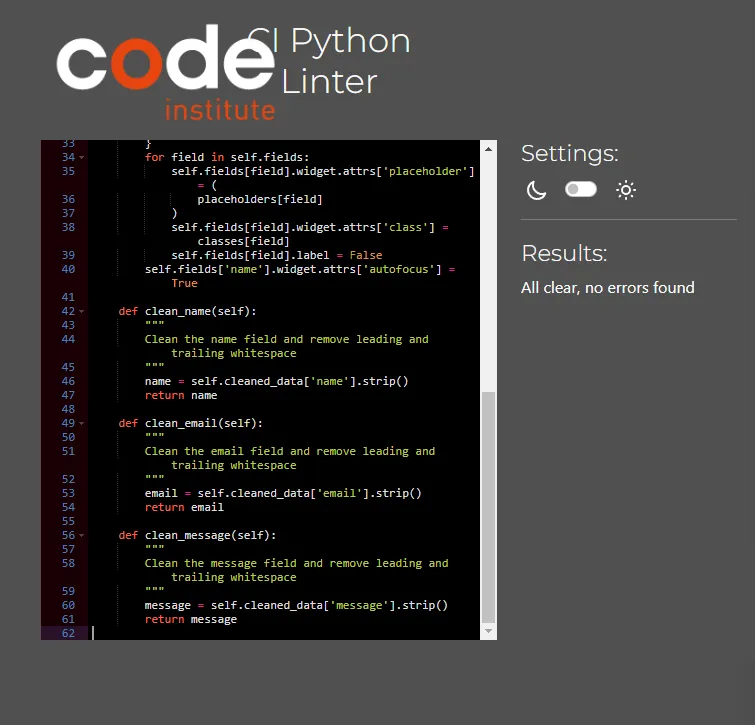 code
institute
CI Python
Linter
33 }
34 for field in self.fields:
35 self.fields[field].widget.attrs['placeholder']
= (
36 placeholders[field]
37 )
38 self.fields[field].widget.attrs['class'] =
classes[field]
39 self.fields[field].label = False
40 self.fields['name'].widget.attrs['autofocus'] =
True
41
42 def clean_name(self):
43 """
44 Clean the name field and remove leading and
trailing whitespace
45 """
46 name = self.cleaned_data['name'].strip()
47 return name
48
49 def clean_email(self):
50 """
51 Clean the email field and remove leading and
trailing whitespace
52 """
53 email = self.cleaned_data['email'].strip()
54 return email
55
56 def clean_message(self):
57 """
58 Clean the message field and remove leading and
trailing whitespace
59 """
60 message = self.cleaned_data['message'].strip()
61 return message
62
Settings:
Results:
All clear, no errors found